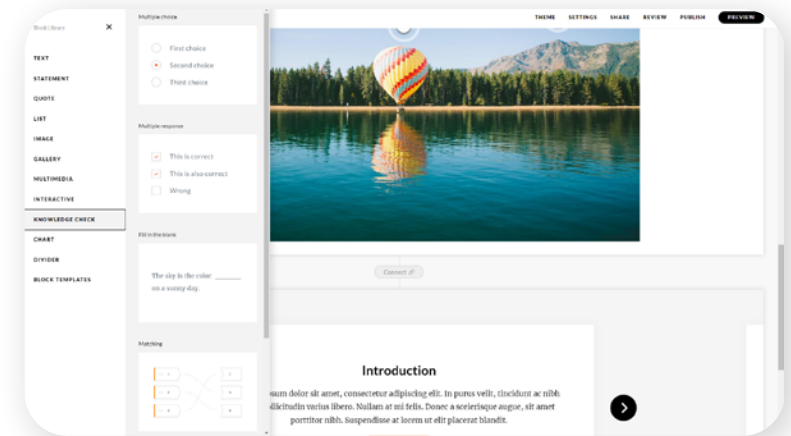 Block Library
TEXT
STATEMENT
QUOTE
LIST
IMAGE
GALLERY
MULTIMEDIA
INTERACTIVE
KNOWLEDGE CHECK
CHART
DIVIDER
BLOCK TEMPLATES
Multiple choice
First choice
Second choice
Third choice
Multiple response
This is correct
This is also correct
Wrong
Fill in the blank
The sky is the color ______
on a sunny day.
Matching
THEME SETTINGS SHARE REVIEW PUBLISH PREVIEW
Connect
Introduction
dolor sit amet, consectetur adipiscing elit. In purus velit, tincidunt ac nibh
varius libero. Nullam at mi felis. Donec a scelerisque augue, sit amet
porttitor nibh. Suspendisse at lorem ut elit placerat blandit.